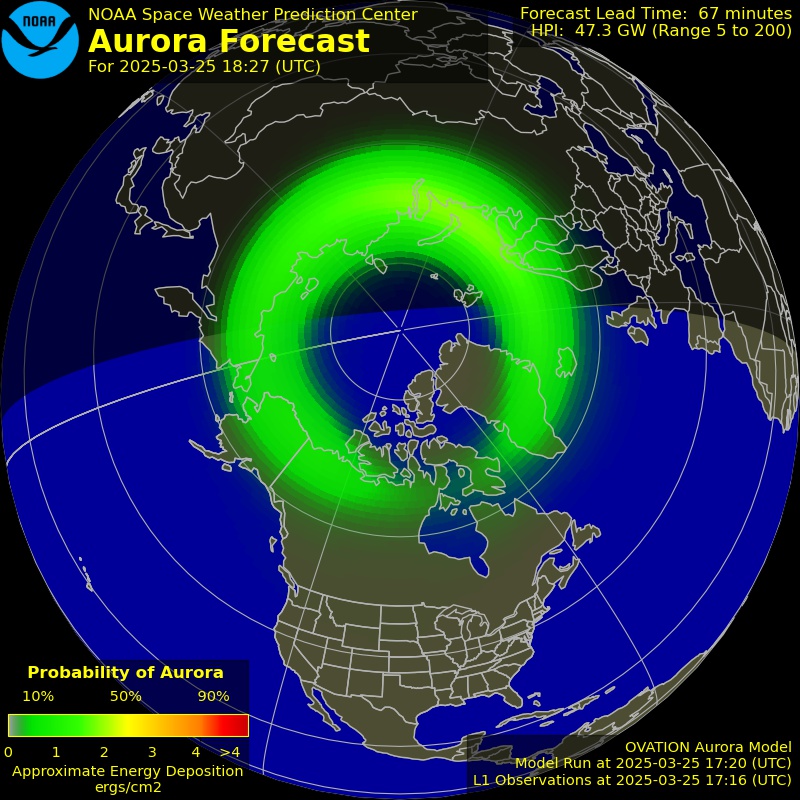 NOAA
NOAA Space Weather Prediction Center
Aurora Forecast
For 2025-03-25 18:27 (UTC)
Forecast Lead Time: 67 minutes
HPI: 47.3 GW (Range 5 to 200)
Probability of Aurora
10% 50% 90%
0 1 2 3 4 >4
Approximate Energy Deposition
ergs/cm2
OVATION Aurora Model
Model Run at 2025-03-25 17:20 (UTC)
L1 Observations at 2025-03-25 17:16 (UTC)